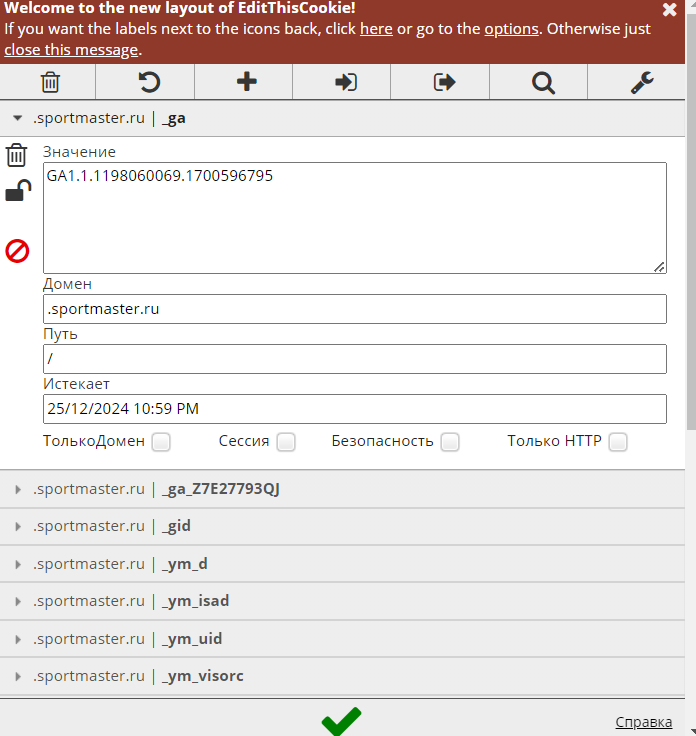 Welcome to the new layout of EditThisCookie!
If you want the labels next to the icons back, click here or go to the options. Otherwise just
close this message.
.sportmaster.ru | _ga
Значение
GA1.1.1198060069.1700596795
Домен
.sportmaster.ru
Путь
/
Истекает
25/12/2024 10:59 PM
ТолькоДомен Сессия Безопасность Только HTTP
.sportmaster.ru | _ga_Z7E27793QJ
.sportmaster.ru | _gid
.sportmaster.ru | _ym_d
.sportmaster.ru | _ym_isad
.sportmaster.ru | _ym_uid
.sportmaster.ru | _ym_visorc
Справка